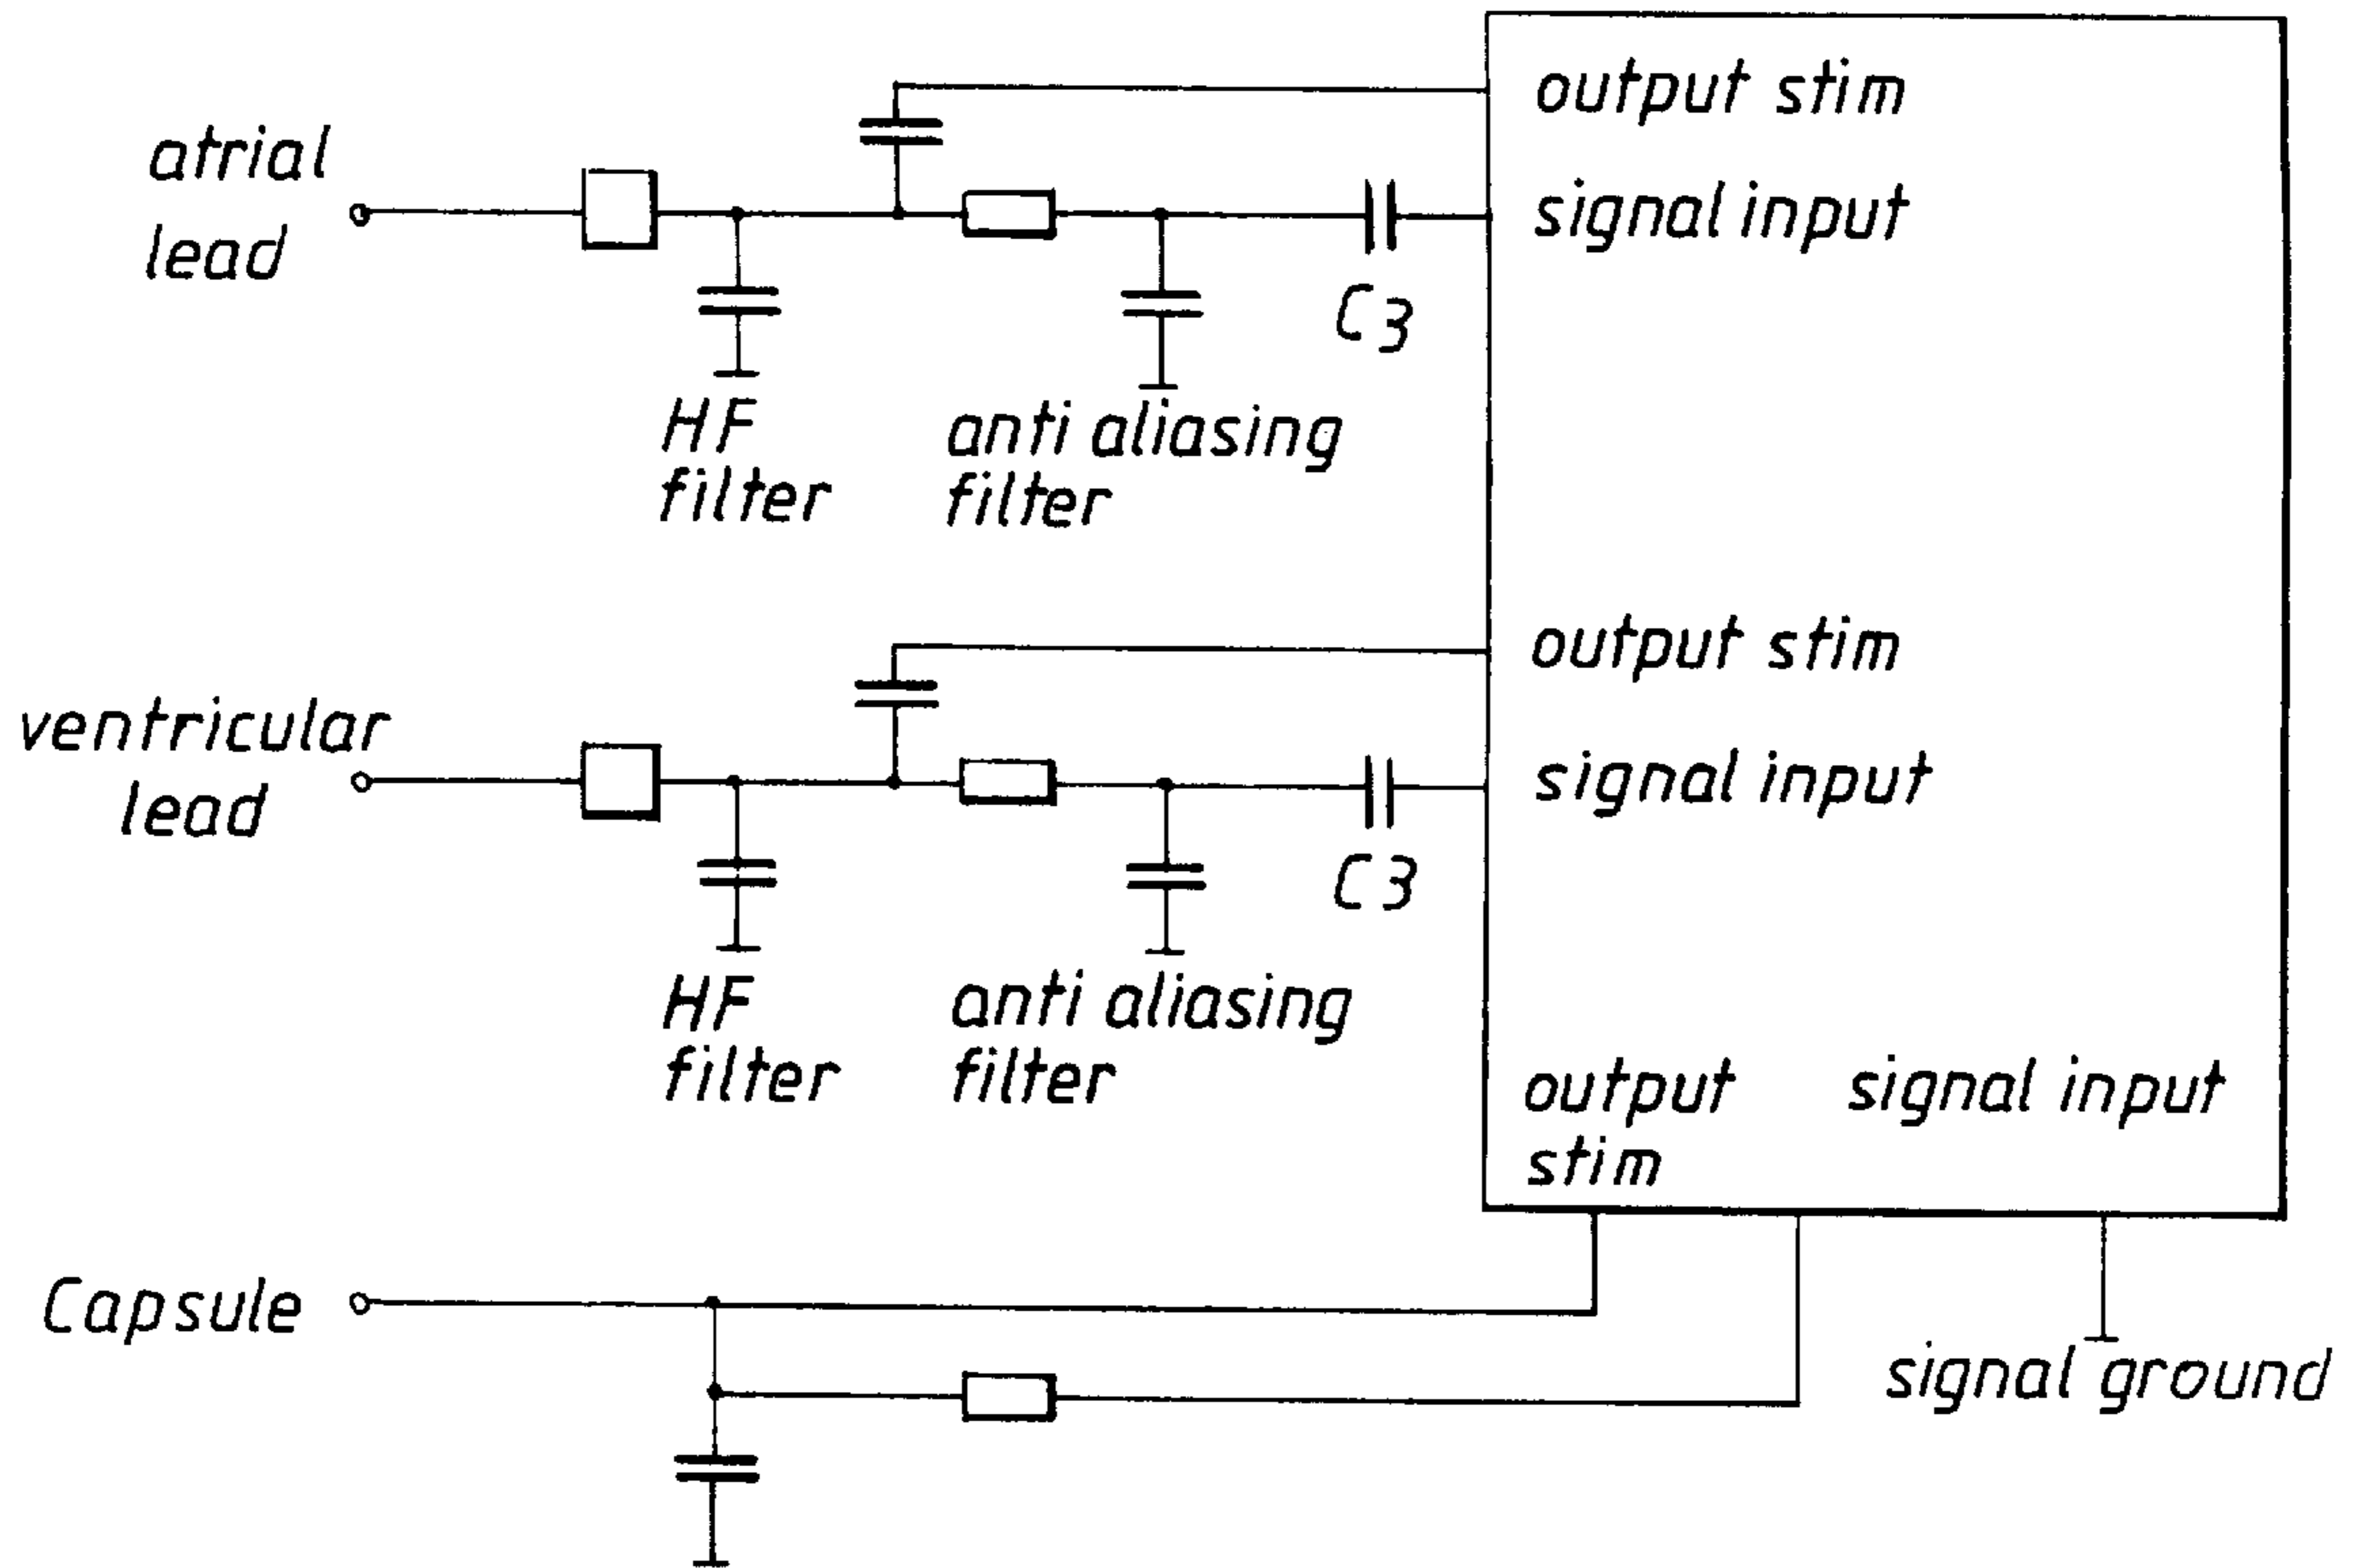 output stim
atrial
lead
signal input
C3
HF
filter
anti aliasing
filter
output stim
ventricular
lead
signal input
C3
HF
filter
anti aliasing
filter
output
stim
signal input
Capsule
signal ground